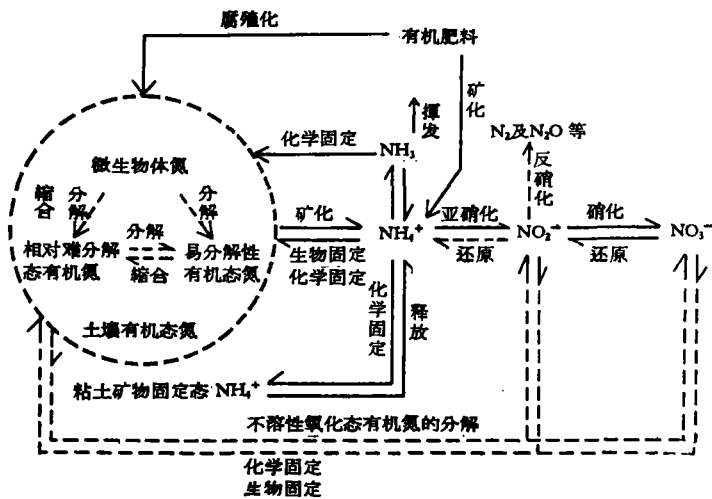 腐殖化
有机肥料
矿化
挥发
N₂及N₂O等
化学固定
NH₃
反硝化
微生物体氮
缩合
分解
分解
矿化
亚硝化
硝化
NH₄⁺
NO₂⁻
NO₃⁻
分解
相对难分解
态有机氮
易分解性
有机态氮
缩合
生物固定
化学固定
还原
还原
化学固定
释放
土壤有机态氮
粘土矿物固定态NH₄⁺
不溶性氧化态有机氮的分解
化学固定
生物固定